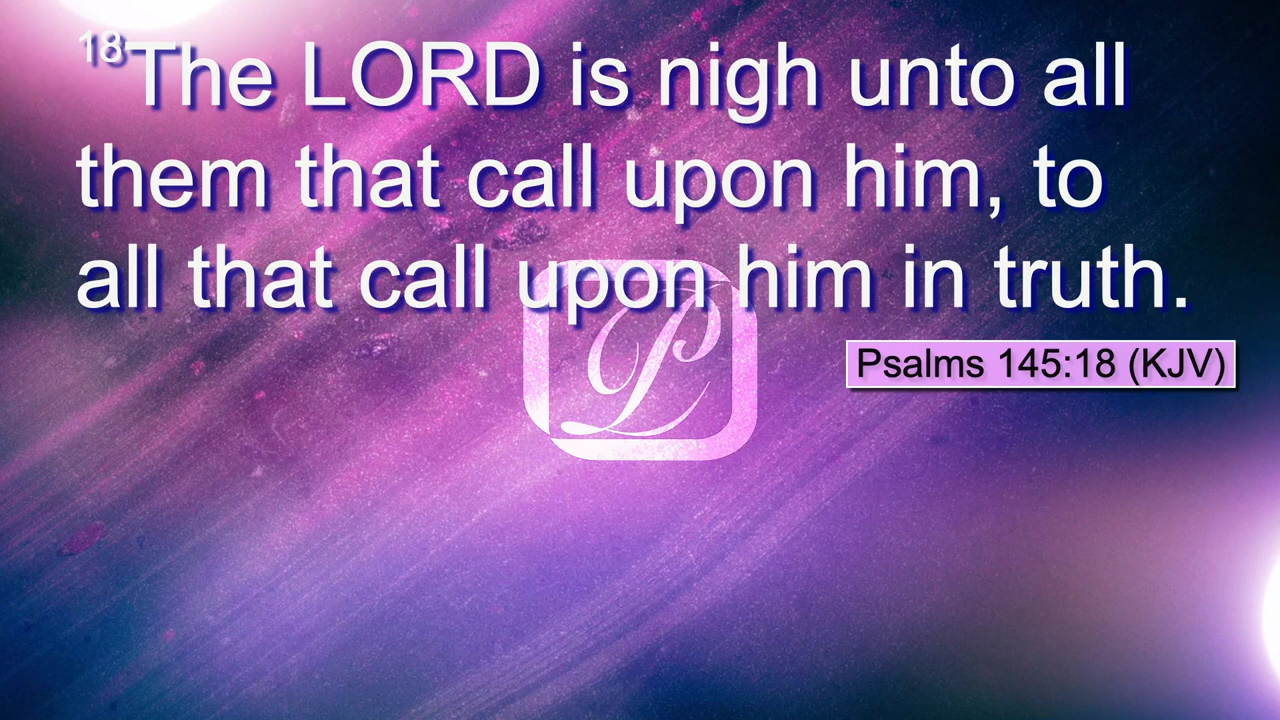 18The LORD is nigh unto all
them that call upon him, to
all that call upon him in truth.
Psalms 145:18 (KJV)
P